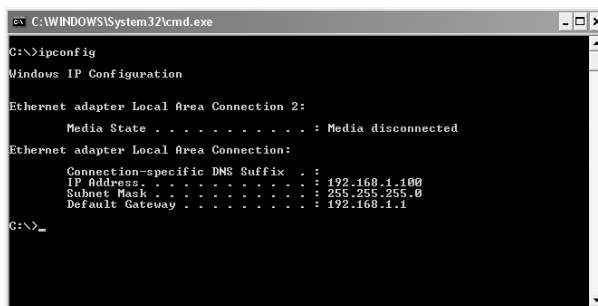 C:\WINDOWS\System32\cmd.exe
C:\>ipconfig
Windows IP Configuration
Ethernet adapter Local Area Connection 2:
Media State . . . . . . . . . . . : Media disconnected
Ethernet adapter Local Area Connection:
Connection-specific DNS Suffix  . :
IP Address. . . . . . . . . . . . : 192.168.1.100
Subnet Mask . . . . . . . . . . . : 255.255.255.0
Default Gateway . . . . . . . . . : 192.168.1.1
C:\>_